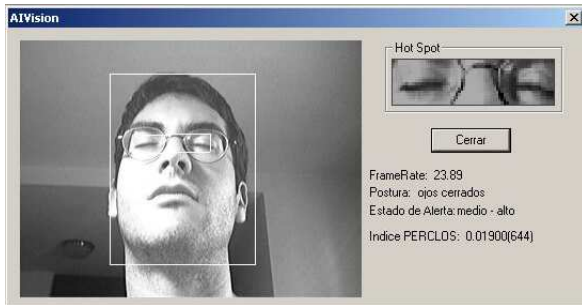 AIVision
Hot Spot
Cerrar
FrameRate: 23.89
Postura: ojos cerrados
Estado de Alerta: medio - alto
Indice PERCLOS: 0.01900(644)